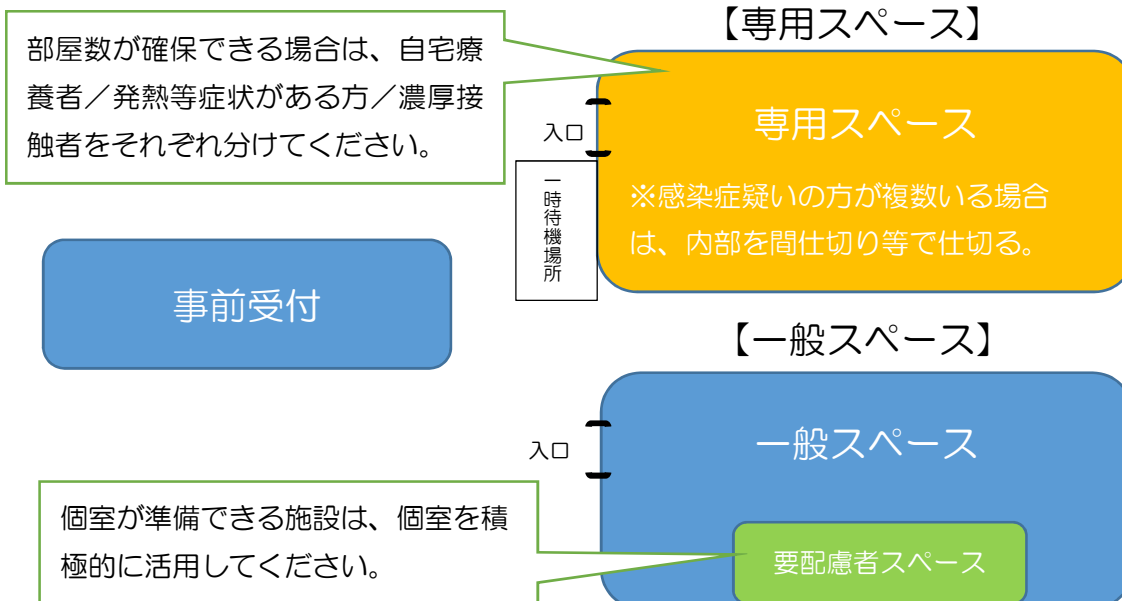 【専用スペース】
部屋数が確保できる場合は、自宅療
養者／発熱等症状がある方／濃厚接
触者をそれぞれ分けてください。
入口
専用スペース
※感染症疑いの方が複数いる場合
は、内部を間仕切り等で仕切る。
一時待機場所
事前受付
【一般スペース】
入口
一般スペース
個室が準備できる施設は、個室を積
極的に活用してください。
要配慮者スペース